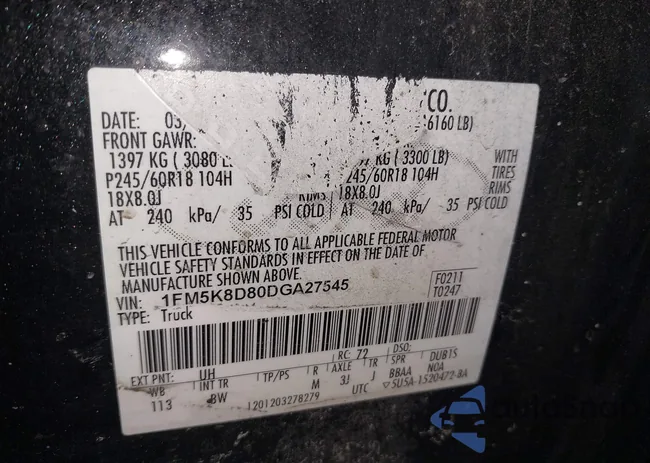 CO.
DATE: 03
6160 LB)
FRONT GAWR:
1397 KG ( 3080 L
KG ( 3300 LB)
WITH
P245/60R18 104H
245/60R18 104H
TIRES
18X8.0J
RIMS
18X8.0J
RIMS
AT 240 kPa/ 35 PSI COLD
AT 240 kPa/ 35 PSI COLD
THIS VEHICLE CONFORMS TO ALL APPLICABLE FEDERAL MOTOR
VEHICLE SAFETY STANDARDS IN EFFECT ON THE DATE OF
MANUFACTURE SHOWN ABOVE.
VIN: 1FM5K8D80DGA27545
F0211
TYPE: Truck
T0247
RC: 72 DSO:
EXT PNT: UH
WB INT TR TP/PS R AXLE TR SPR DUB1S
113 BW M 3J J BBAA NOA
1201203278279 UTC 5USA-1520472-BA